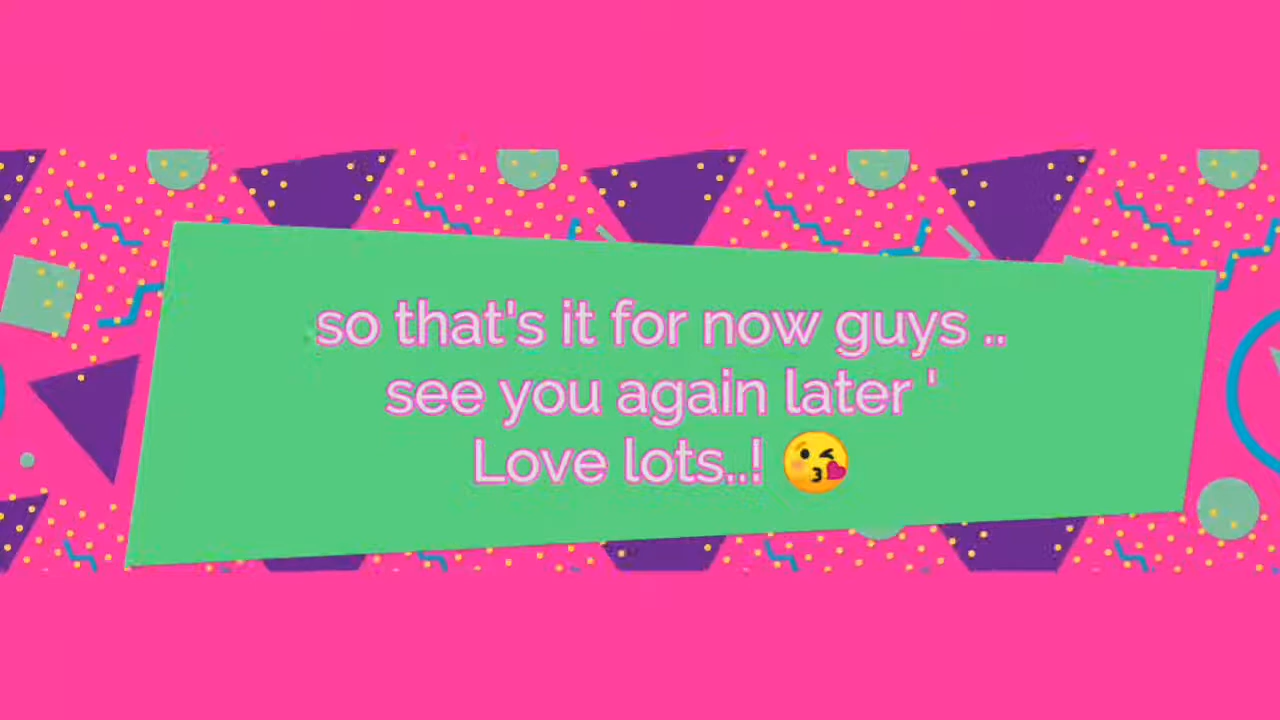 so that's it for now guys ..
see you again later '
Love lots..! 😘